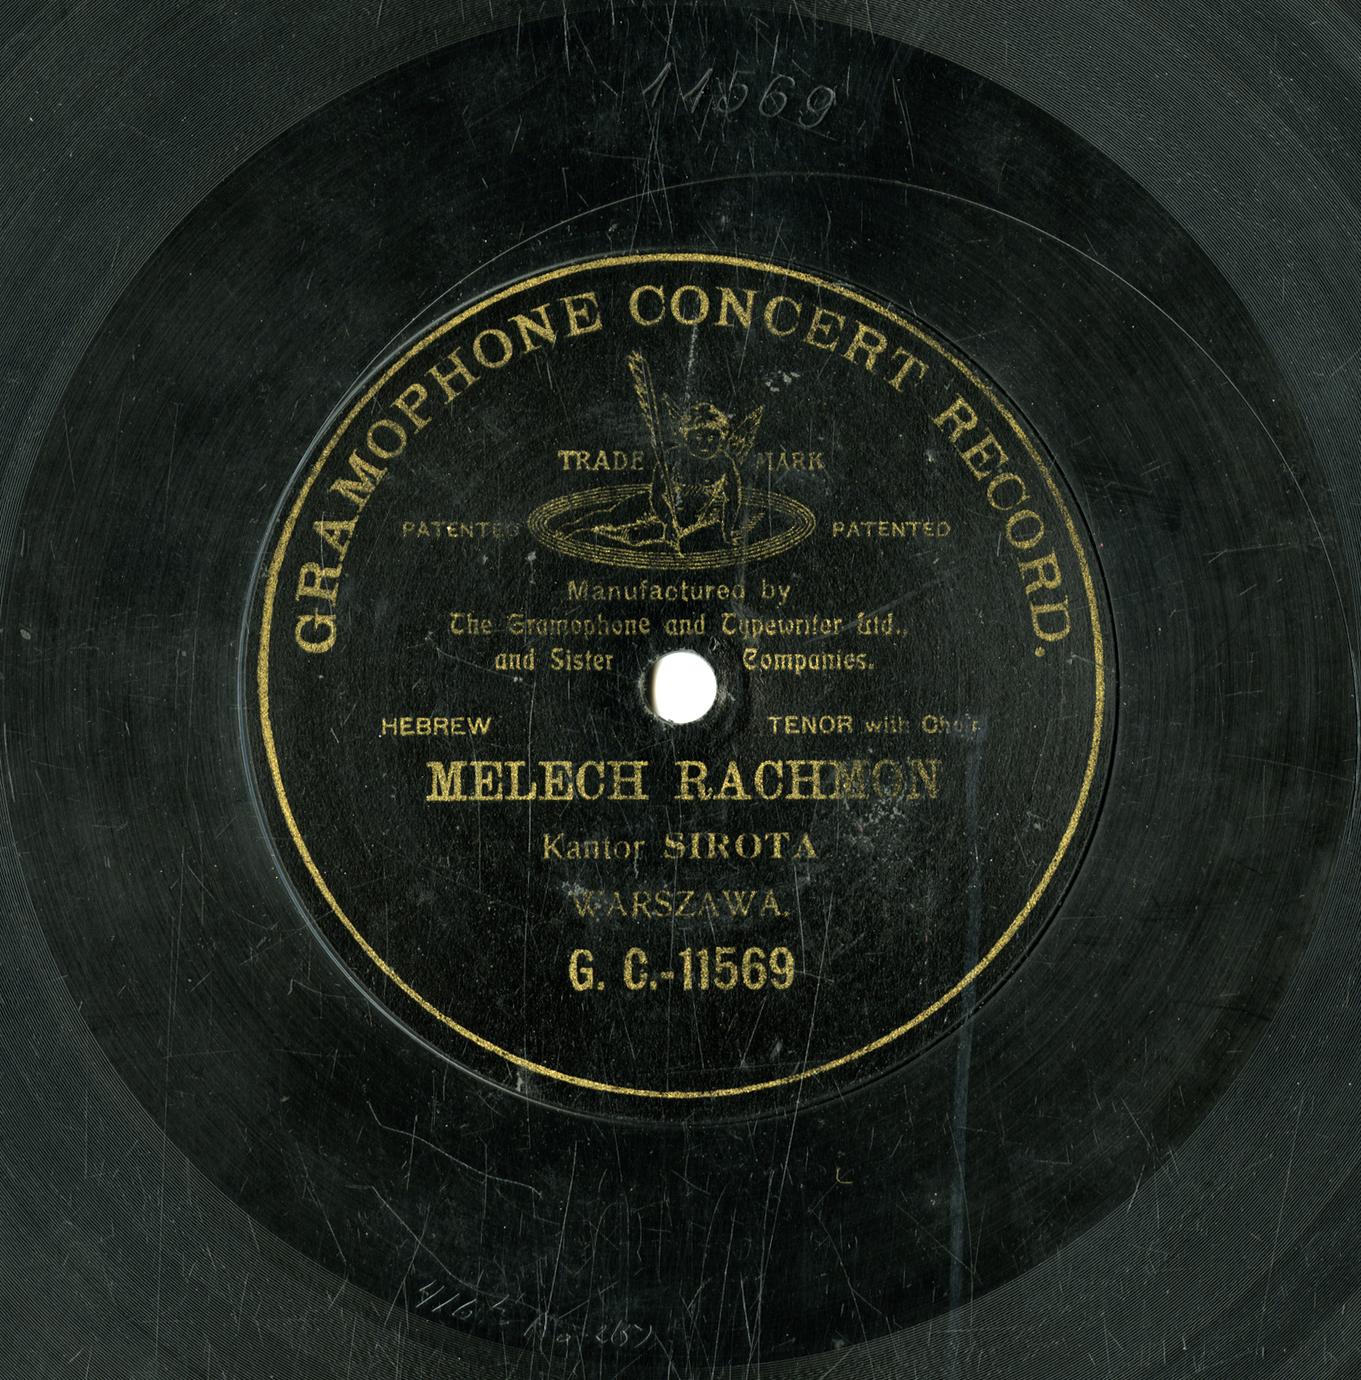 11569
GRAMOPHONE CONCERT RECORD.
TRADE MARK
PATENTED PATENTED
Manufactured by
The Gramophone and Typewriter Ltd.,
and Sister Companies.
HEBREW TENOR with Choir
MELECH RACHMON
Kantor SIROTA
WARSZAWA.
G. C.-11569